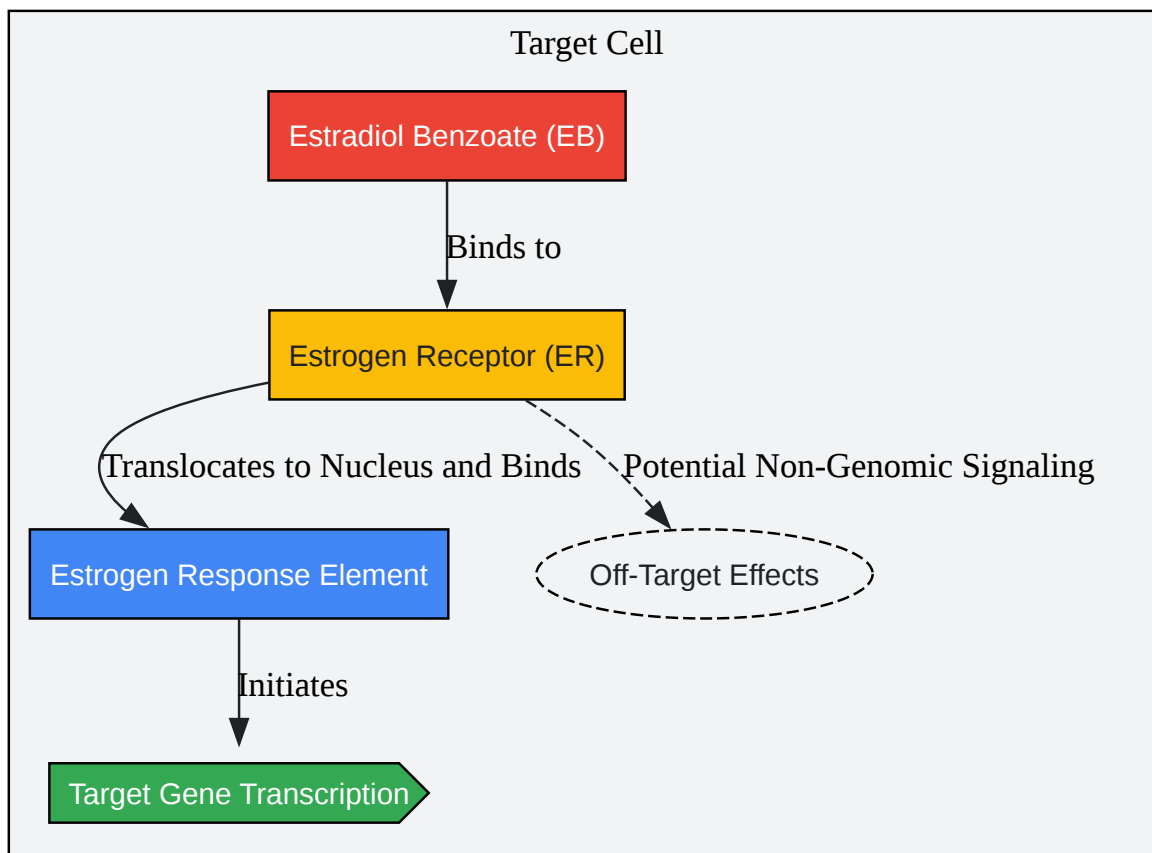 Target Cell
Estradiol Benzoate (EB)
Binds to
Estrogen Receptor (ER)
Translocates to Nucleus and Binds
Potential Non-Genomic Signaling
Estrogen Response Element
Off-Target Effects
Initiates
Target Gene Transcription